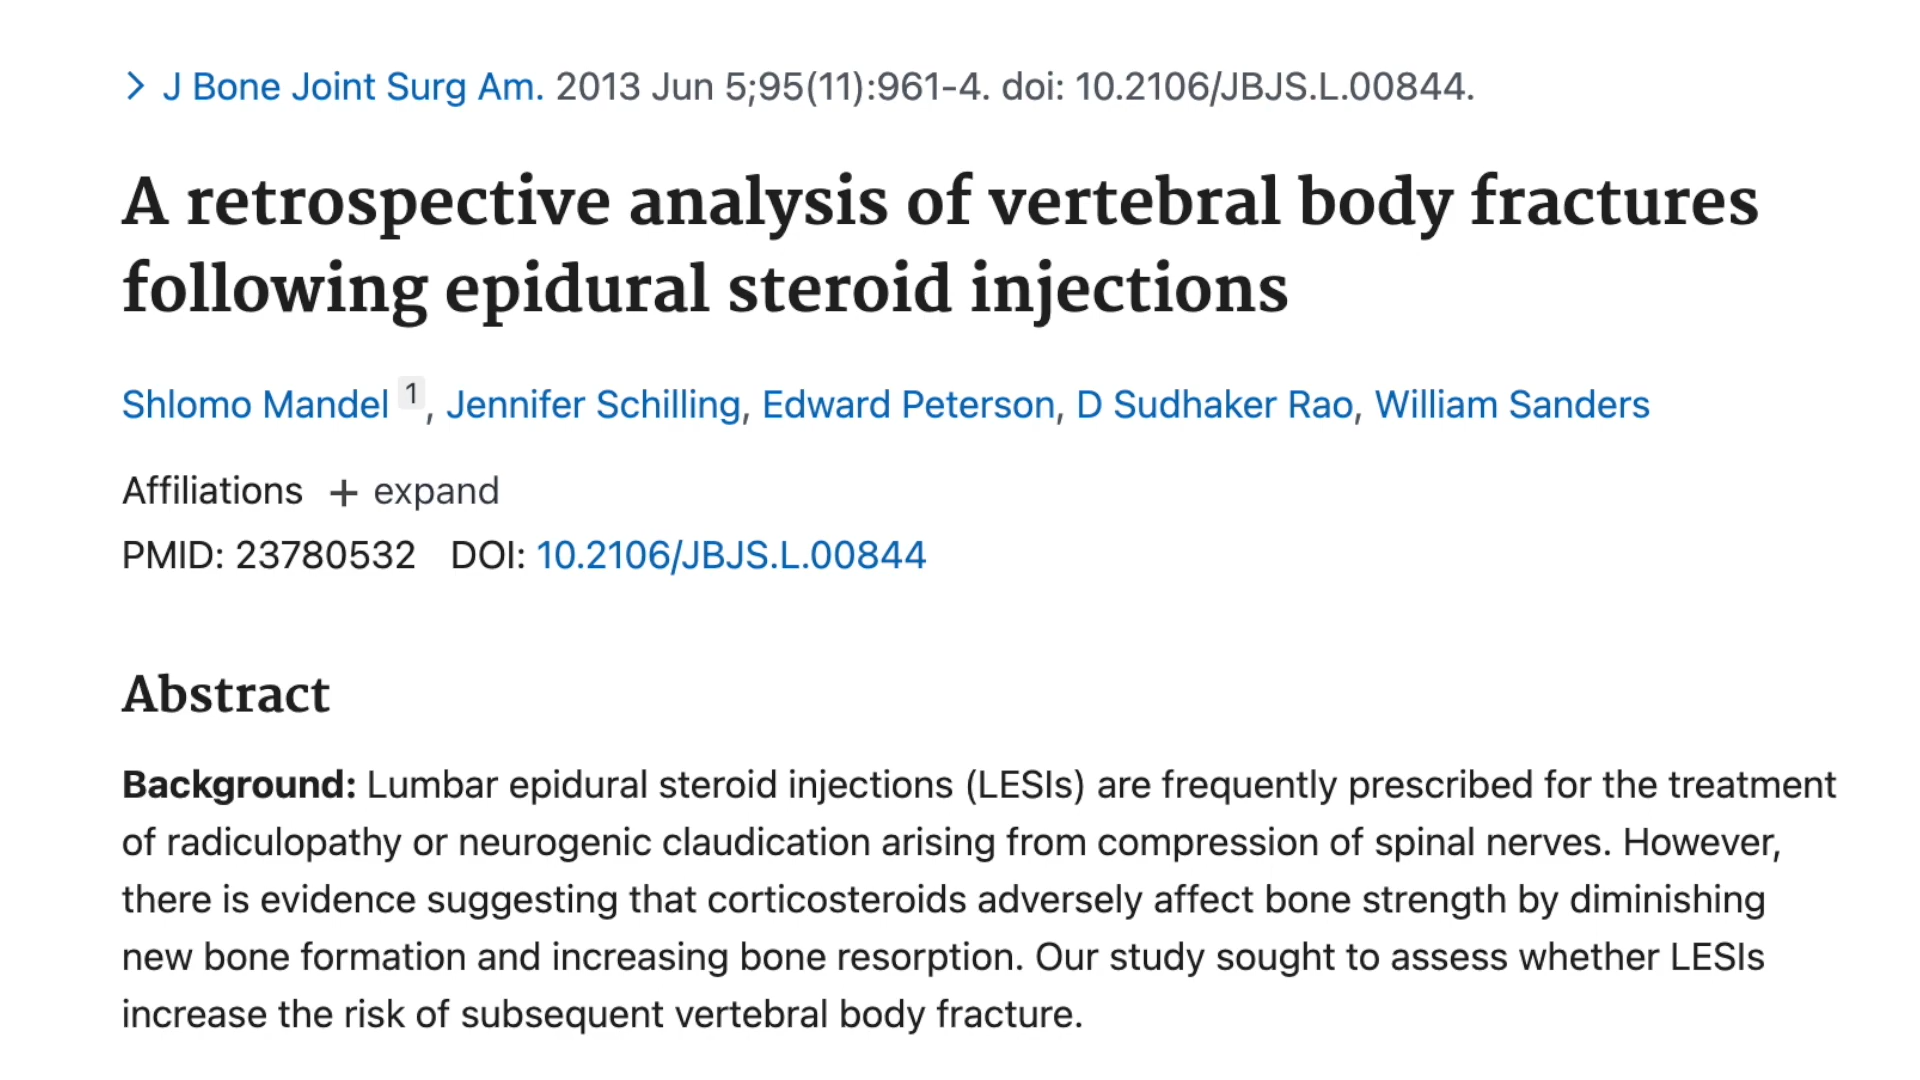 > J Bone Joint Surg Am. 2013 Jun 5;95(11):961-4. doi: 10.2106/JBJS.L.00844.
A retrospective analysis of vertebral body fractures
following epidural steroid injections
Shlomo Mandel 1, Jennifer Schilling, Edward Peterson, D Sudhaker Rao, William Sanders
Affiliations + expand
PMID: 23780532 DOI: 10.2106/JBJS.L.00844
Abstract
Background: Lumbar epidural steroid injections (LESIs) are frequently prescribed for the treatment
of radiculopathy or neurogenic claudication arising from compression of spinal nerves. However,
there is evidence suggesting that corticosteroids adversely affect bone strength by diminishing
new bone formation and increasing bone resorption. Our study sought to assess whether LESIs
increase the risk of subsequent vertebral body fracture.